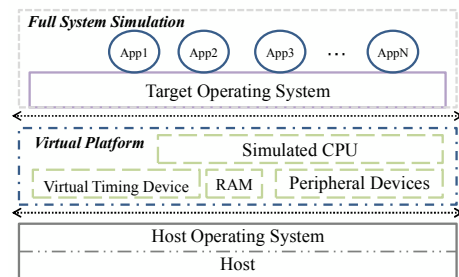 Full System Simulation
App1 App2 App3 ... AppN
Target Operating System
Virtual Platform
Simulated CPU
Virtual Timing Device RAM Peripheral Devices
Host Operating System
Host